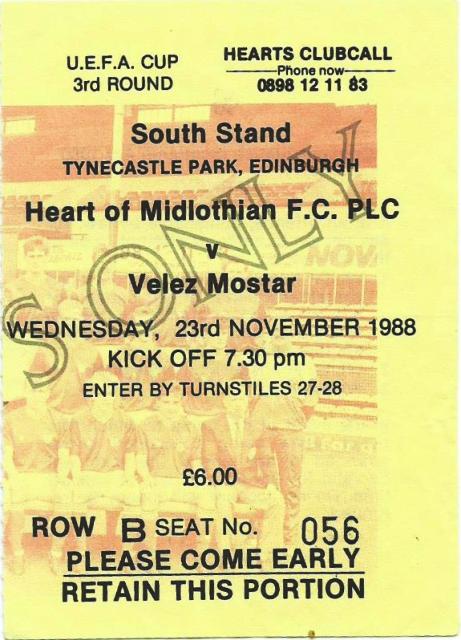 U.E.F.A. CUP
3rd ROUND
HEARTS CLUBCALL
Phone now
0898 12 11 83
South Stand
TYNECASTLE PARK, EDINBURGH
Heart of Midlothian F.C. PLC
v
Velez Mostar
WEDNESDAY, 23rd NOVEMBER 1988
KICK OFF 7.30 pm
ENTER BY TURNSTILES 27-28
£6.00
ROW B SEAT No. 056
PLEASE COME EARLY
RETAIN THIS PORTION
S ONLY